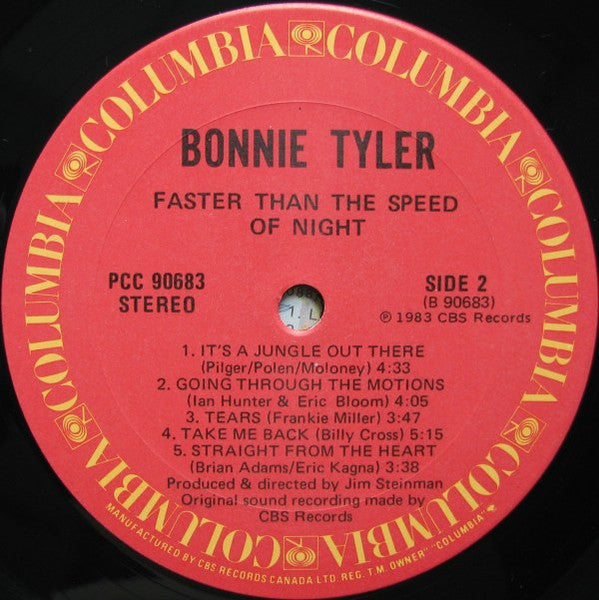 COLUMBIA COLUMBIA COLUMBIA COLUMBIA COLUMBIA COLUMBIA COLUMBIA
BONNIE TYLER
FASTER THAN THE SPEED
OF NIGHT
PCC 90683
STEREO
SIDE 2
(B 90683)
℗ 1983 CBS Records
1. IT'S A JUNGLE OUT THERE
(Pilger/Polen/Moloney) 4:33
2. GOING THROUGH THE MOTIONS
(Ian Hunter & Eric Bloom) 4:05
3. TEARS (Frankie Miller) 3:47
4. TAKE ME BACK (Billy Cross) 5:15
5. STRAIGHT FROM THE HEART
(Brian Adams/Eric Kagna) 3:38
Produced & directed by Jim Steinman
Original sound recording made by
CBS Records
MANUFACTURED BY CBS RECORDS CANADA LTD. REG. T.M. OWNER "COLUMBIA"